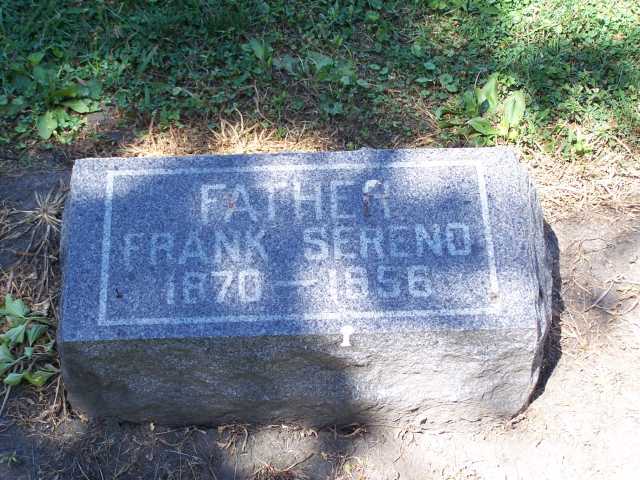 FATHER
FRANK SERENO
1870 — 1956